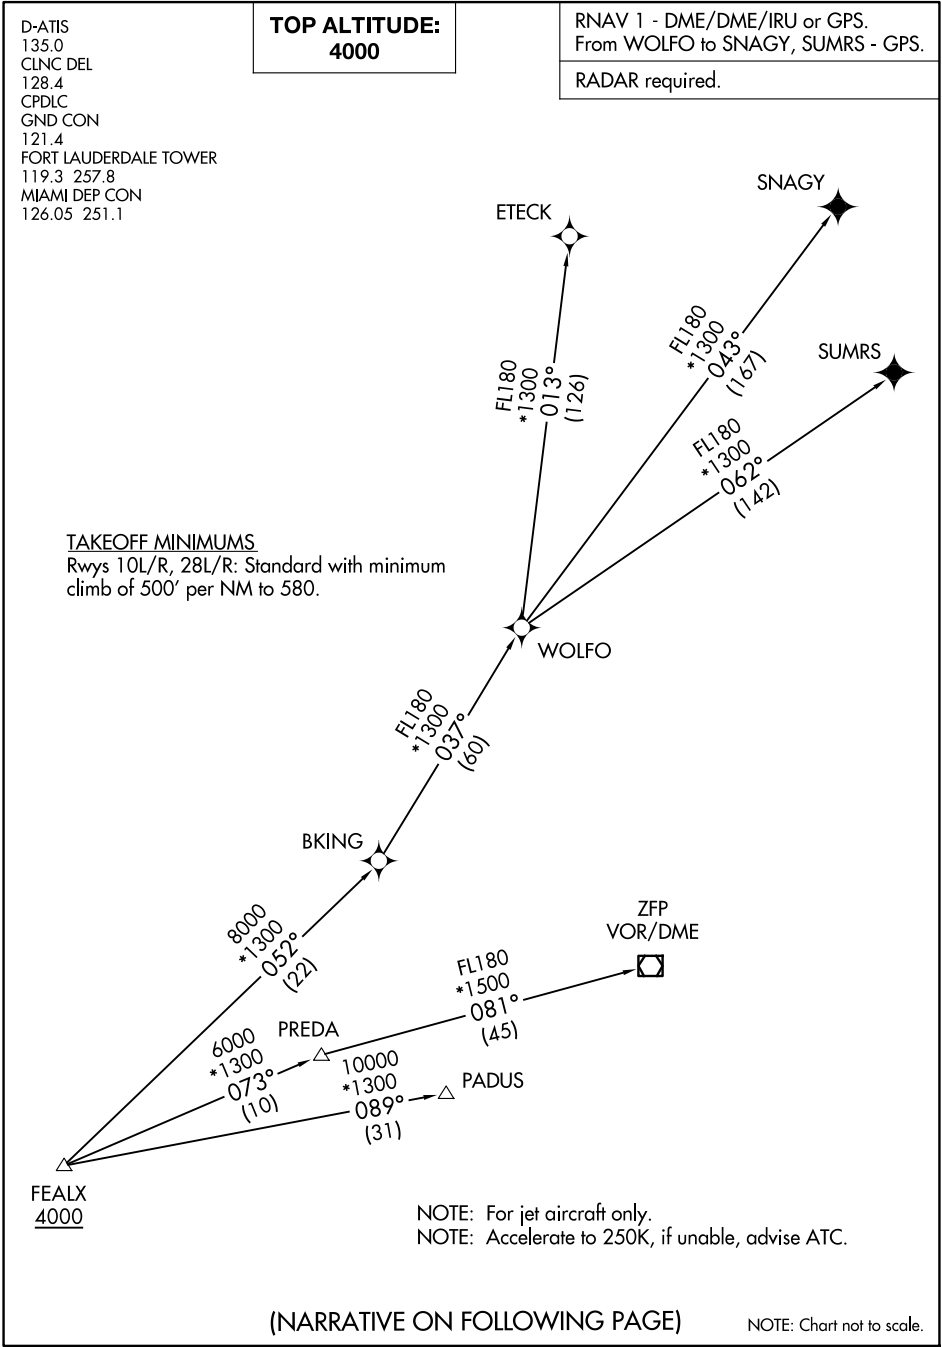 D-ATIS
135.0
CLNC DEL
128.4
CPDLC
GND CON
121.4
FORT LAUDERDALE TOWER
119.3 257.8
MIAMI DEP CON
126.05 251.1
TOP ALTITUDE:
4000
RNAV 1 - DME/DME/IRU or GPS.
From WOLFO to SNAGY, SUMRS - GPS.
RADAR required.
SNAGY
ETECK
FL180
*1300
043°
(167)
SUMRS
FL180
*1300
013°
(126)
FL180
*1300
062°
(142)
TAKEOFF MINIMUMS
Rwys 10L/R, 28L/R: Standard with minimum
climb of 500' per NM to 580.
WOLFO
FL180
*1300
037°
(60)
BKING
8000
*1300
052°
(22)
ZFP
VOR/DME
FL180
*1500
081°
(45)
PREDA
6000
*1300
073°
(10)
10000
*1300
089°
(31)
PADUS
FEALX
4000
NOTE: For jet aircraft only.
NOTE: Accelerate to 250K, if unable, advise ATC.
(NARRATIVE ON FOLLOWING PAGE)
NOTE: Chart not to scale.